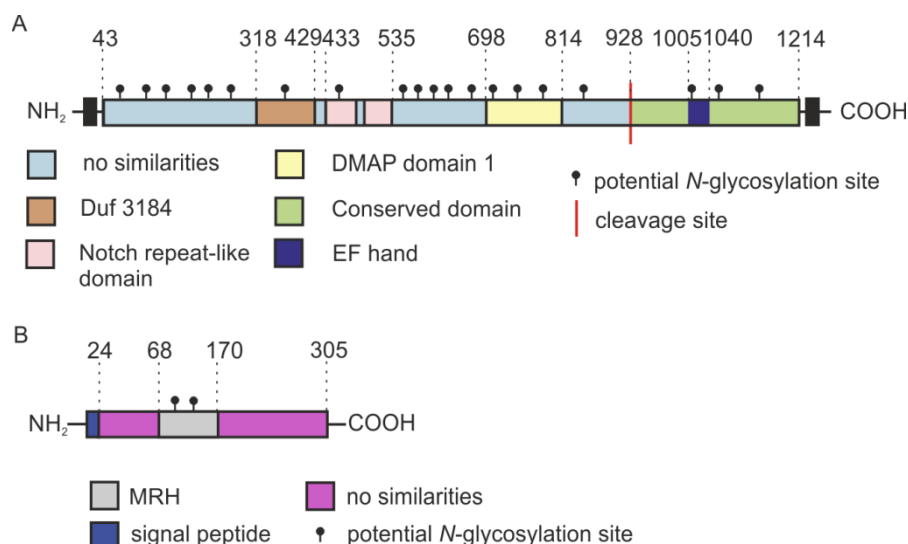 A
43 318 429 433 535 698 814 928 1005 1040 1214
NH2 COOH
no similarities DMAP domain 1 potential N-glycosylation site
Duf 3184 Conserved domain cleavage site
Notch repeat-like EF hand
domain
B
24 68 170 305
NH2 COOH
MRH no similarities
signal peptide potential N-glycosylation site